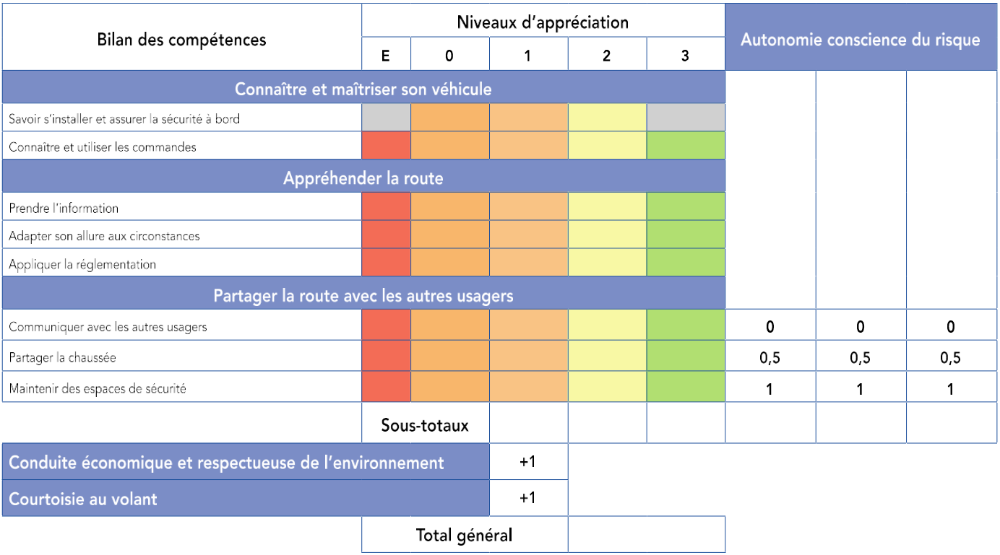 Bilan des compétences
Niveaux d'appréciation
Autonomie conscience du risque
E 0 1 2 3
Connaître et maîtriser son véhicule
Savoir s'installer et assurer la sécurité à bord
Connaître et utiliser les commandes
Appréhender la route
Prendre l'information
Adapter son allure aux circonstances
Appliquer la réglementation
Partager la route avec les autres usagers
Communiquer avec les autres usagers 0 0 0
Partager la chaussée 0,5 0,5 0,5
Maintenir des espaces de sécurité 1 1 1
Sous-totaux
Conduite économique et respectueuse de l'environnement +1
Courtoisie au volant +1
Total général